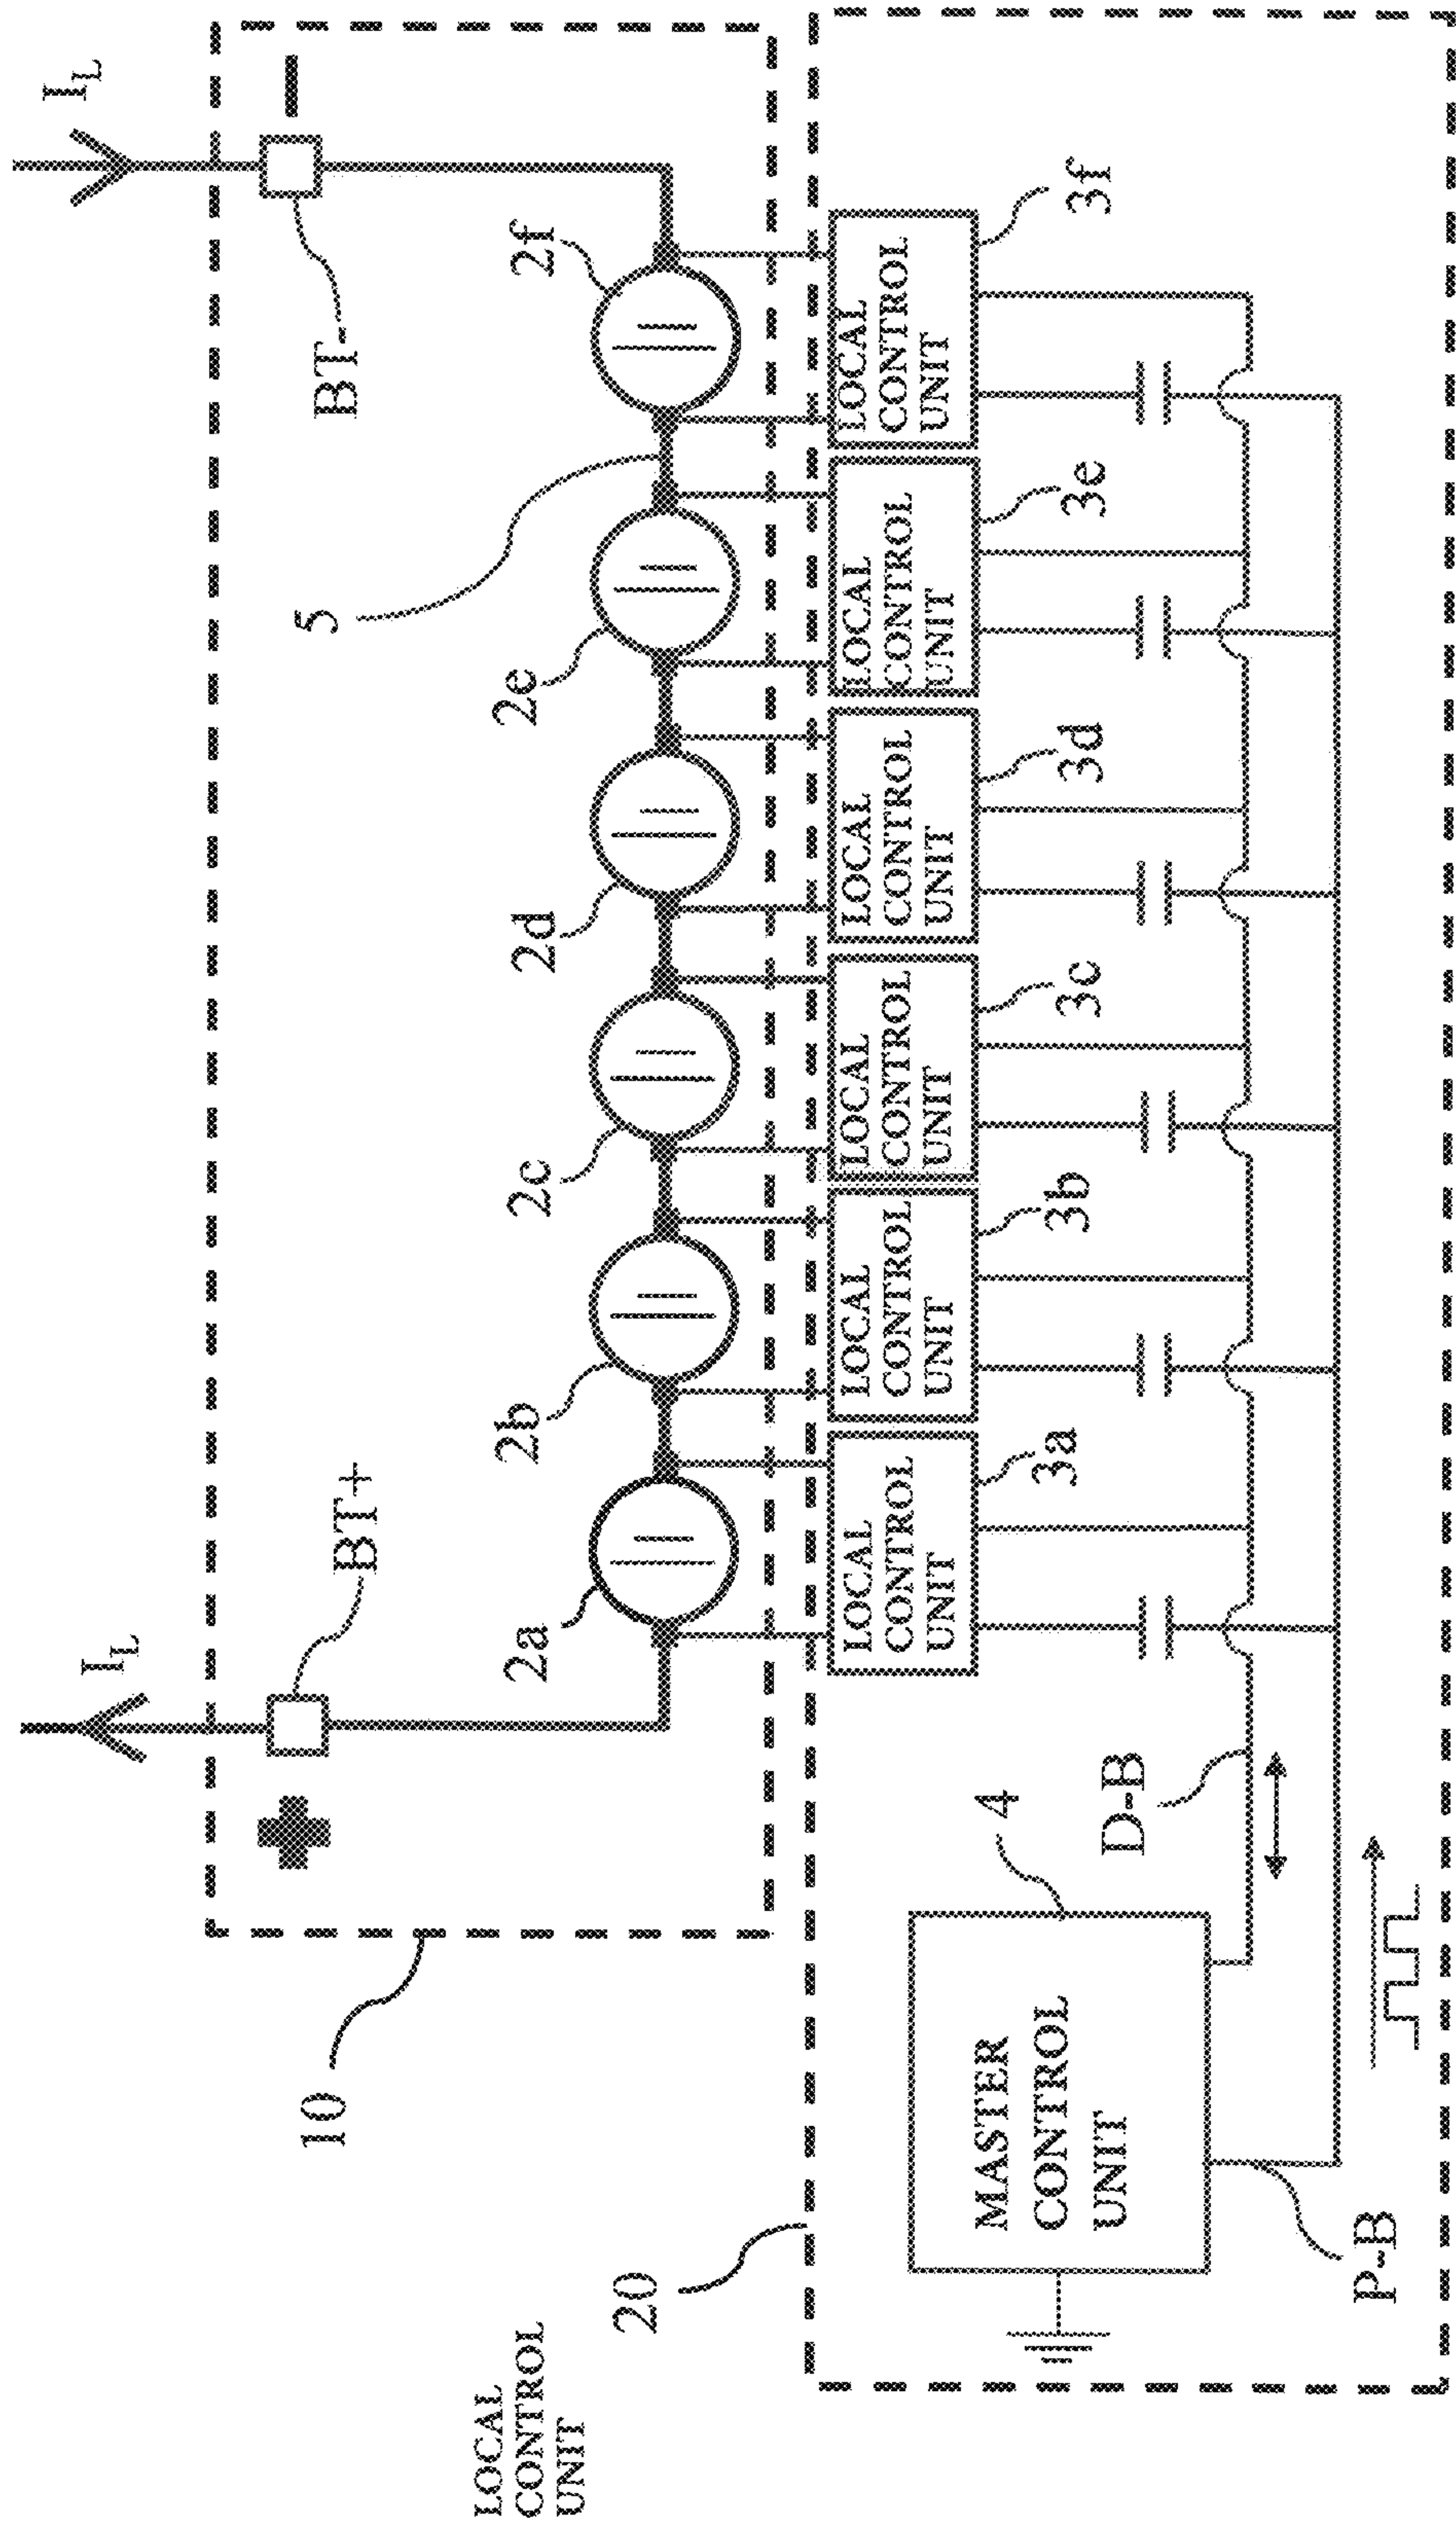 I_L
I_L
BT+
BT-
5
2a
2b
2c
2d
2e
2f
10
LOCAL
CONTROL
UNIT
20
LOCAL
CONTROL
UNIT
LOCAL
CONTROL
UNIT
LOCAL
CONTROL
UNIT
LOCAL
CONTROL
UNIT
LOCAL
CONTROL
UNIT
LOCAL
CONTROL
UNIT
3a
3b
3c
3d
3e
3f
4
MASTER
CONTROL
UNIT
D-B
P-B